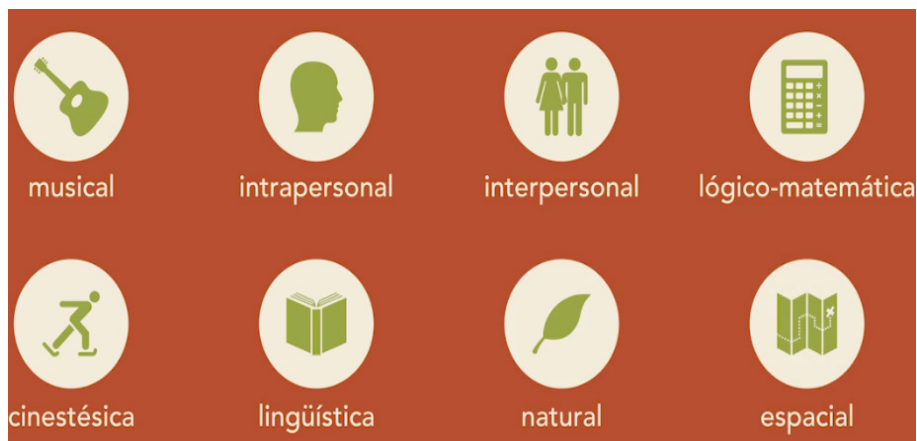 musical intrapersonal interpersonal lógico-matemática
cinestésica lingüística natural espacial